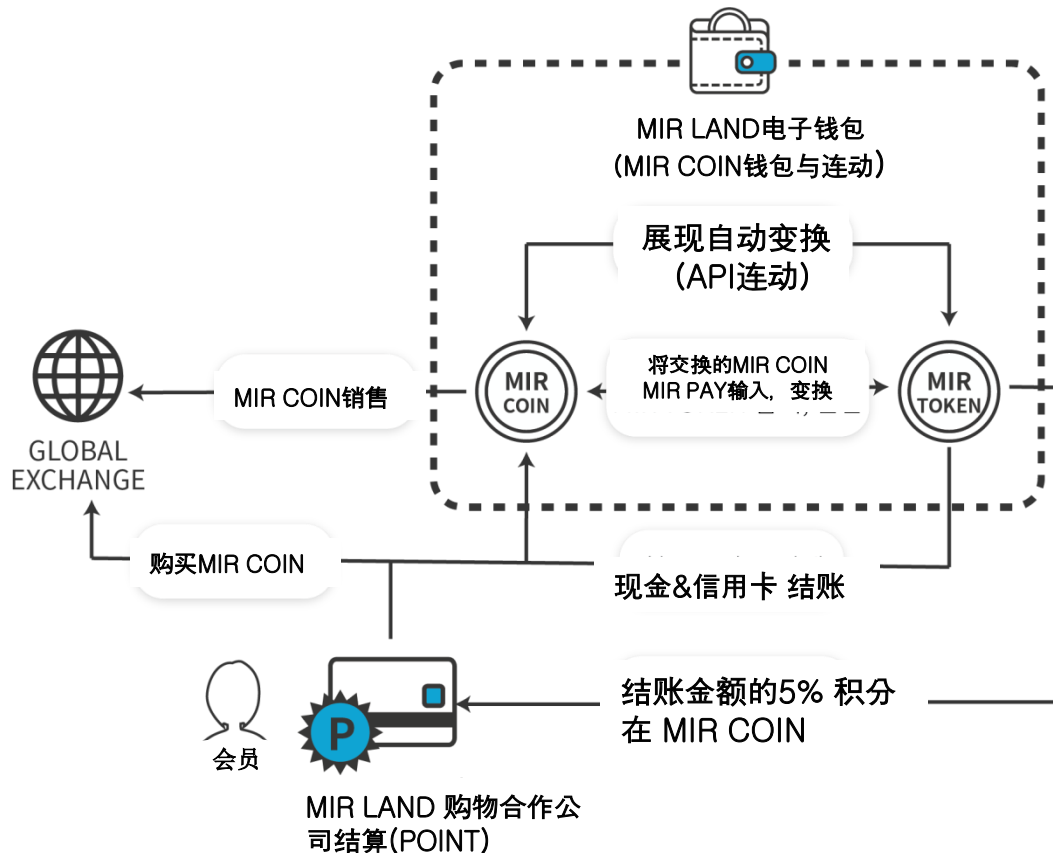 MIR LAND电子钱包
(MIR COIN钱包与连动)
展现自动变换
(API连动)
将交换的MIR COIN
MIR PAY输入，变换
MIR
COIN
MIR
TOKEN
MIR COIN销售
GLOBAL
EXCHANGE
购买MIR COIN
现金&信用卡 结账
结账金额的5% 积分
在 MIR COIN
P
会员
MIR LAND 购物合作公
司结算(POINT)